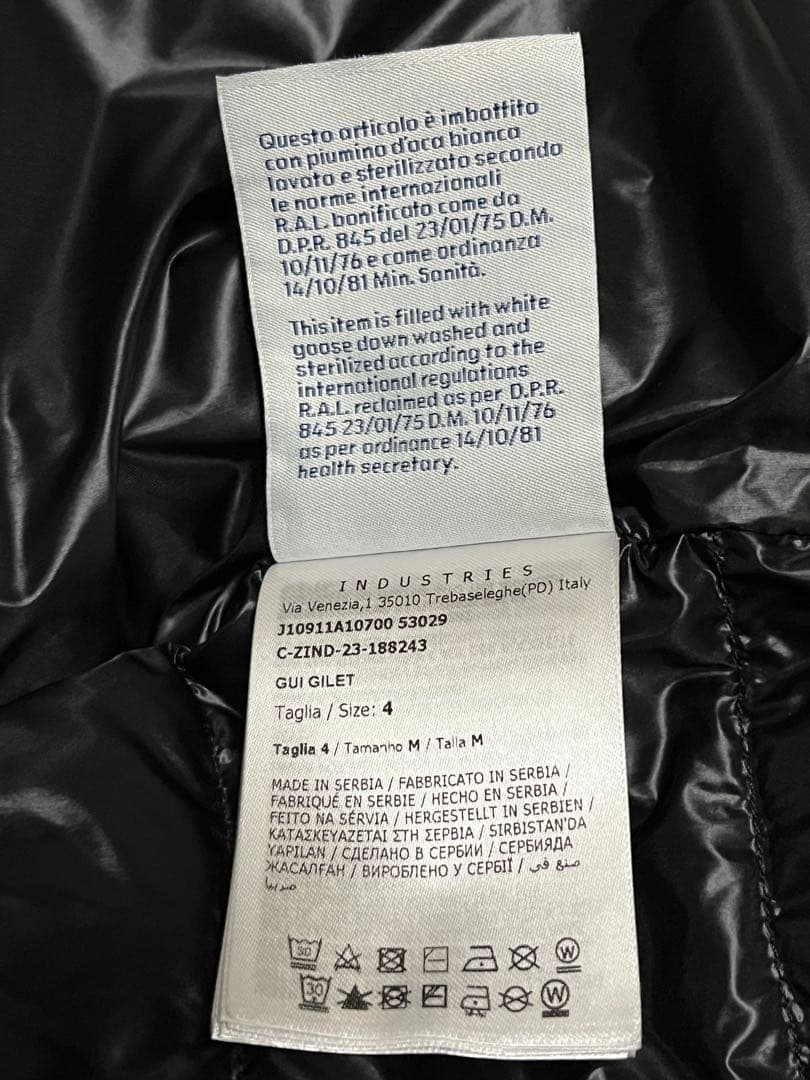 Questo articolo è imbottito
con piumino d'oca bianca
lavato e sterilizzato secondo
le norme internazionali
R.A.L. bonificato come da
D.P.R. 845 del 23/01/75 D.M.
10/11/76 e come ordinanza
14/10/81 Min. Sanità.
This item is filled with white
goose down washed and
sterilized according to the
international regulations
R.A.L. reclaimed as per D.P.R.
845 23/01/75 D.M. 10/11/76
as per ordinance 14/10/81
health secretary.
INDUSTRIES
Via Venezia,1 35010 Trebaseleghe(PD) Italy
J10911A10700 53029
C-ZIND-23-188243
GUI GILET
Taglia / Size: 4
Taglia 4 / Tamanho M / Talla M
MADE IN SERBIA / FABBRICATO IN SERBIA /
FABRIQUÉ EN SERBIE / HECHO EN SERBIA /
FEITO NA SÉRVIA / HERGESTELLT IN SERBIEN /
ΚΑΤΑΣΚΕΥΑΖΕΤΑΙ ΣΤΗ ΣΕΡΒΙΑ / SIRBISTAN'DA
YAPILAN / СДЕЛАНО В СЕРБИИ / СЕРБИЯДА
ЖАСАЛҒАН / ВИРОБЛЕНО У СЕРБІЇ / صنع في
صربيا
30 W
30 W